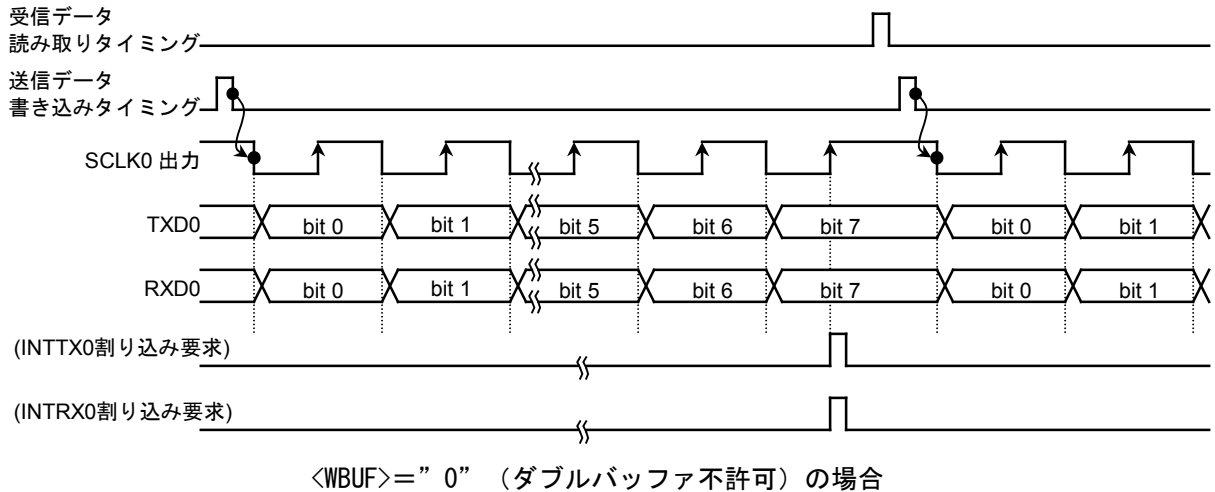 受信データ
読み取りタイミング
送信データ
書き込みタイミング
SCLK0 出力
TXD0 bit 0 bit 1 bit 5 bit 6 bit 7 bit 0 bit 1
RXD0 bit 0 bit 1 bit 5 bit 6 bit 7 bit 0 bit 1
(INTTX0割り込み要求)
(INTRX0割り込み要求)
<WBUF>=”0” (ダブルバッファ不許可) の場合